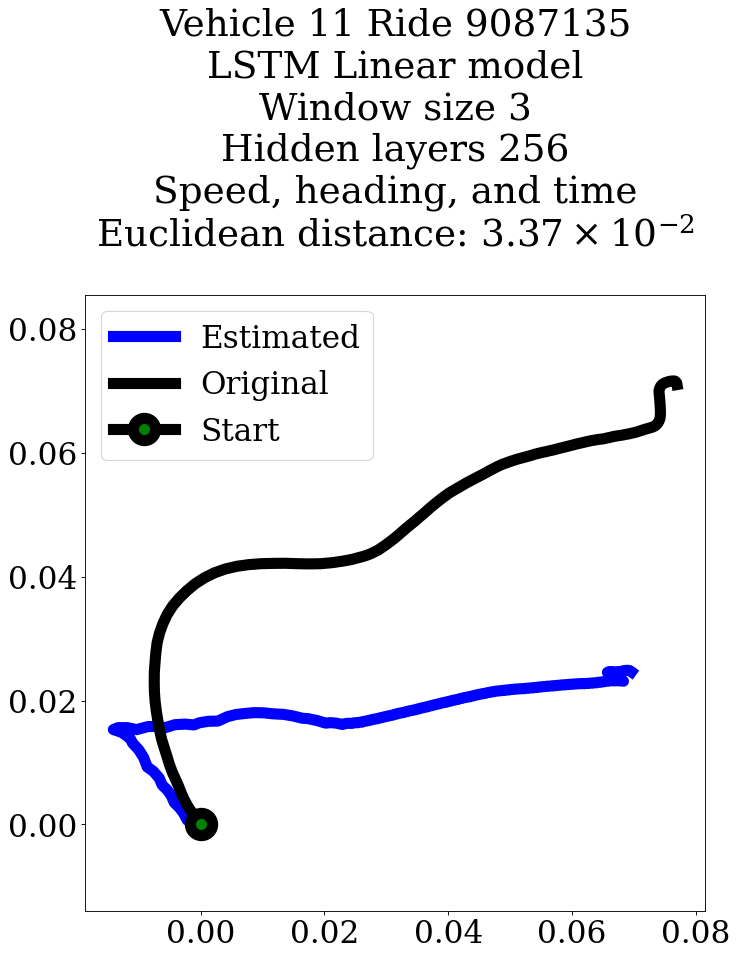 Vehicle 11 Ride 9087135
LSTM Linear model
Window size 3
Hidden layers 256
Speed, heading, and time
Euclidean distance: 3.37 × 10⁻²
Estimated
Original
Start
0.08
0.06
0.04
0.02
0.00
0.00 0.02 0.04 0.06 0.08